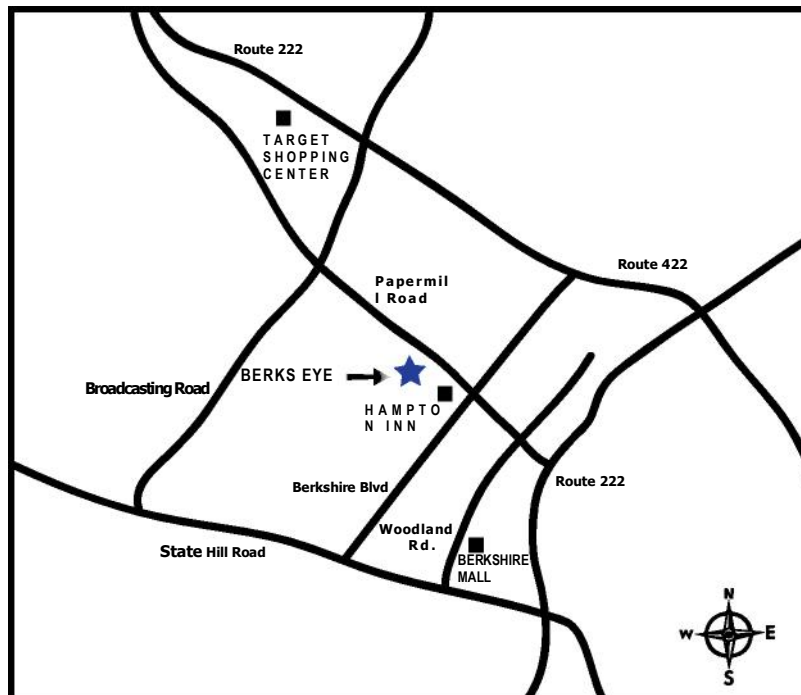 Route 222
TARGET
SHOPPING
CENTER
Route 422
Papermil
l Road
BERKS EYE
Broadcasting Road
HAMPTO
N INN
Berkshire Blvd
Route 222
Woodland
Rd.
State Hill Road
BERKSHIRE
MALL
N
W E
S